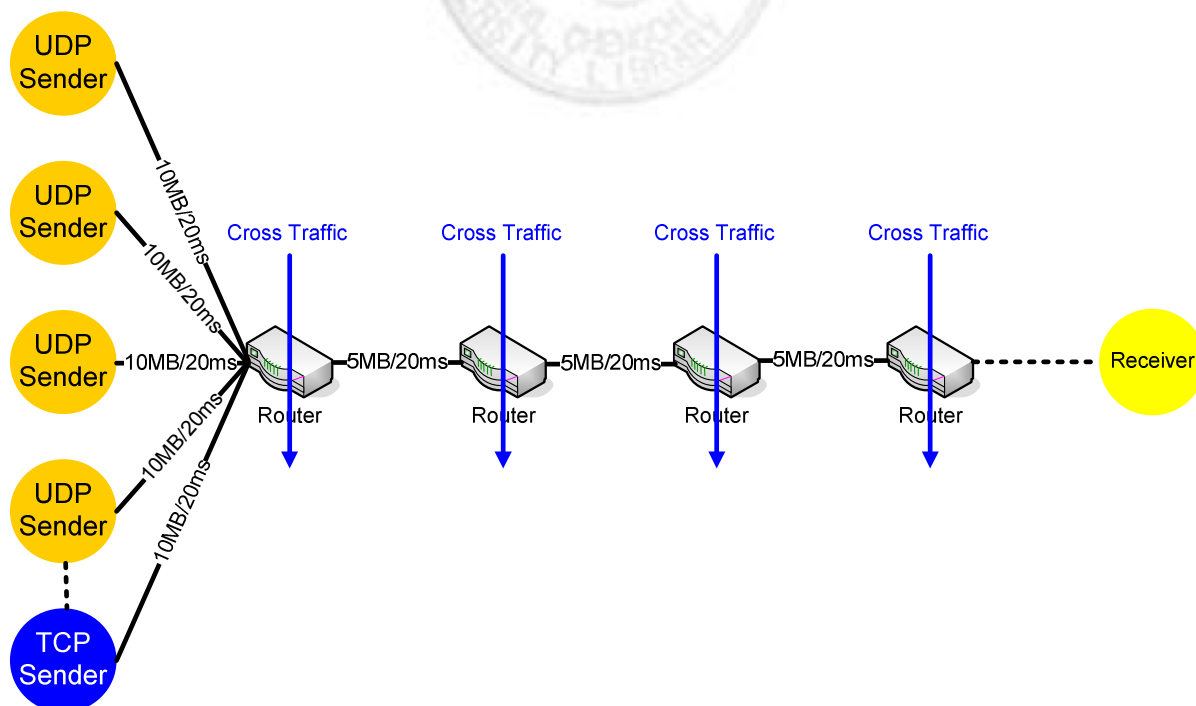 UDP
Sender
10MB/20ms
UDP
Sender
10MB/20ms
Cross Traffic
Cross Traffic
Cross Traffic
Cross Traffic
UDP
Sender
10MB/20ms
5MB/20ms
5MB/20ms
5MB/20ms
Receiver
Router
Router
Router
Router
UDP
Sender
10MB/20ms
10MB/20ms
TCP
Sender